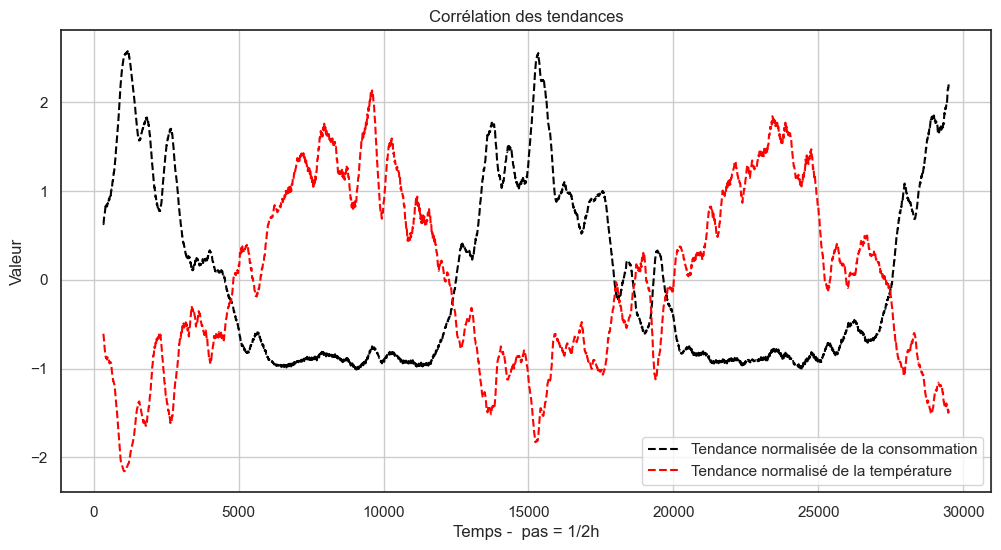 Corrélation des tendances
Valeur
2
1
0
−1
−2
Tendance normalisée de la consommation
Tendance normalisé de la température
0 5000 10000 15000 20000 25000 30000
Temps - pas = 1/2h